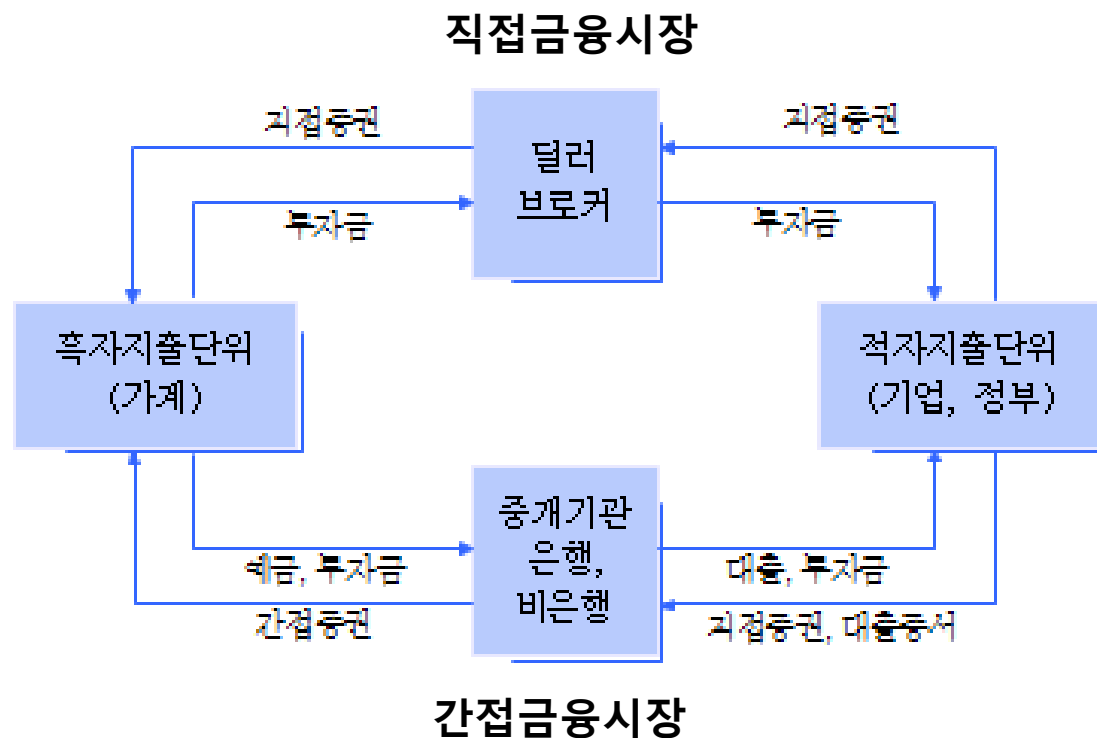 직접금융시장
직접증권
직접증권
딜러
브로커
투자금
투자금
흑자지출단위
(가계)
적자지출단위
(기업, 정부)
중개기관
은행,
비은행
예금, 투자금
대출, 투자금
간접증권
직접증권, 대출증서
간접금융시장